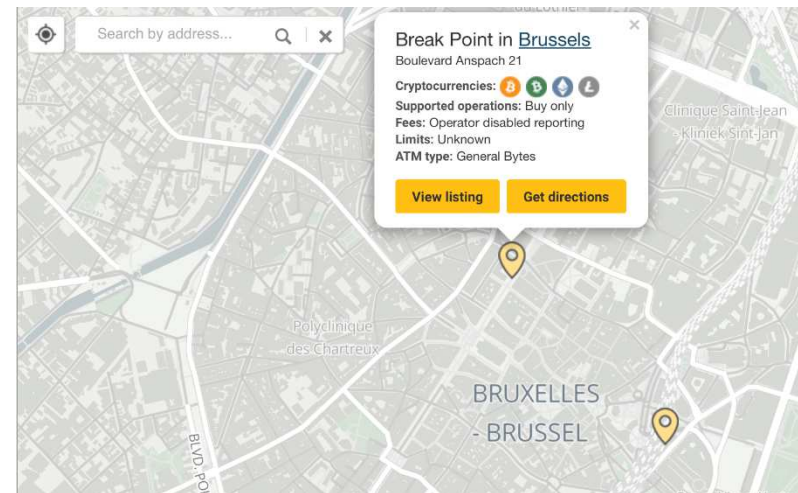 Search by address...
Break Point in Brussels
Boulevard Anspach 21
Cryptocurrencies:
Supported operations: Buy only
Fees: Operator disabled reporting
Limits: Unknown
ATM type: General Bytes
View listing
Get directions
Clinique Saint-Jean
- Kliniek Sint-Jan
Polyclinique
des Chartreux
BRUXELLES
- BRUSSEL
BLVD. PO